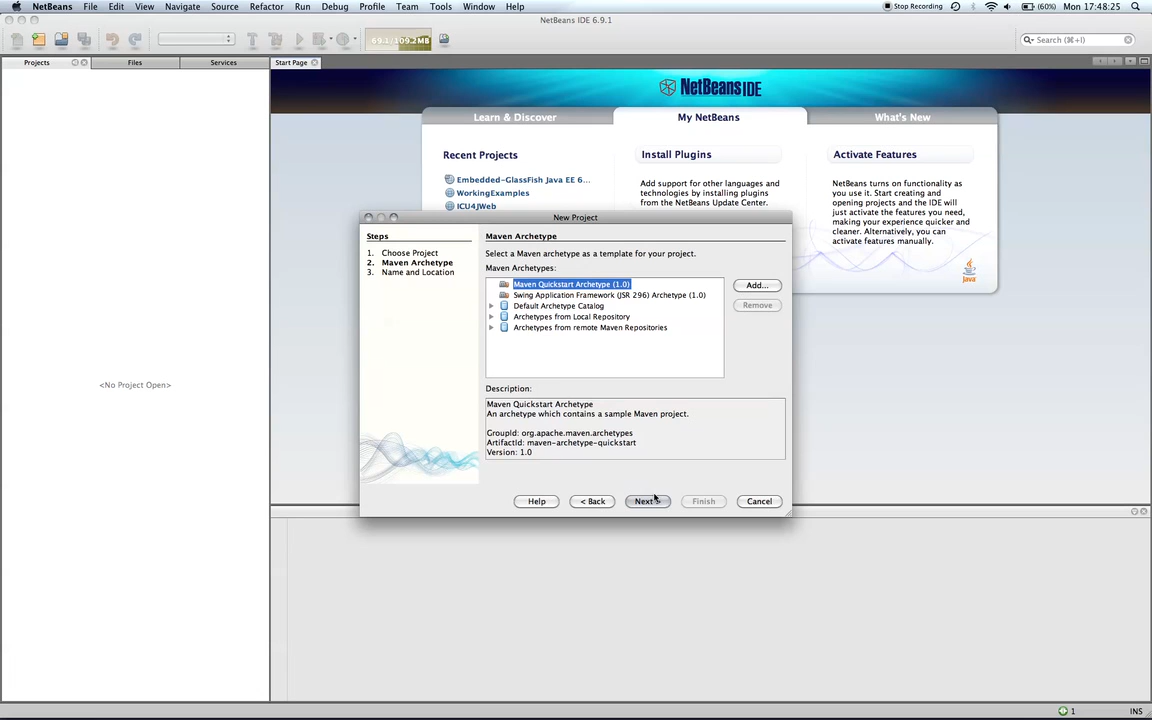 NetBeans File Edit View Navigate Source Refactor Run Debug Profile Team Tools Window Help Stop Recording (60%) Mon 17:48:25
NetBeans IDE 6.9.1
69.1/109.2MB
Search (⌘+I)
Projects Files Services Start Page
NetBeans IDE
Learn & Discover My NetBeans What's New
Recent Projects
Embedded-GlassFish Java EE 6...
WorkingExamples
ICU4JWeb
Install Plugins
Add support for other languages and
technologies by installing plugins
from the NetBeans Update Center.
Activate Features
NetBeans turns on functionality as
you use it. Start creating and
opening projects and the IDE will
just activate the features you need,
making your experience quicker and
cleaner. Alternatively, you can
activate features manually.
Java
New Project
Steps
1. Choose Project
2. Maven Archetype
3. Name and Location
Maven Archetype
Select a Maven archetype as a template for your project.
Maven Archetypes:
Maven Quickstart Archetype (1.0)
Swing Application Framework (JSR 296) Archetype (1.0)
Default Archetype Catalog
Archetypes from Local Repository
Archetypes from remote Maven Repositories
Add...
Remove
Description:
Maven Quickstart Archetype
An archetype which contains a sample Maven project.
GroupId: org.apache.maven.archetypes
ArtifactId: maven-archetype-quickstart
Version: 1.0
Help < Back Next > Finish Cancel
<No Project Open>
1 INS